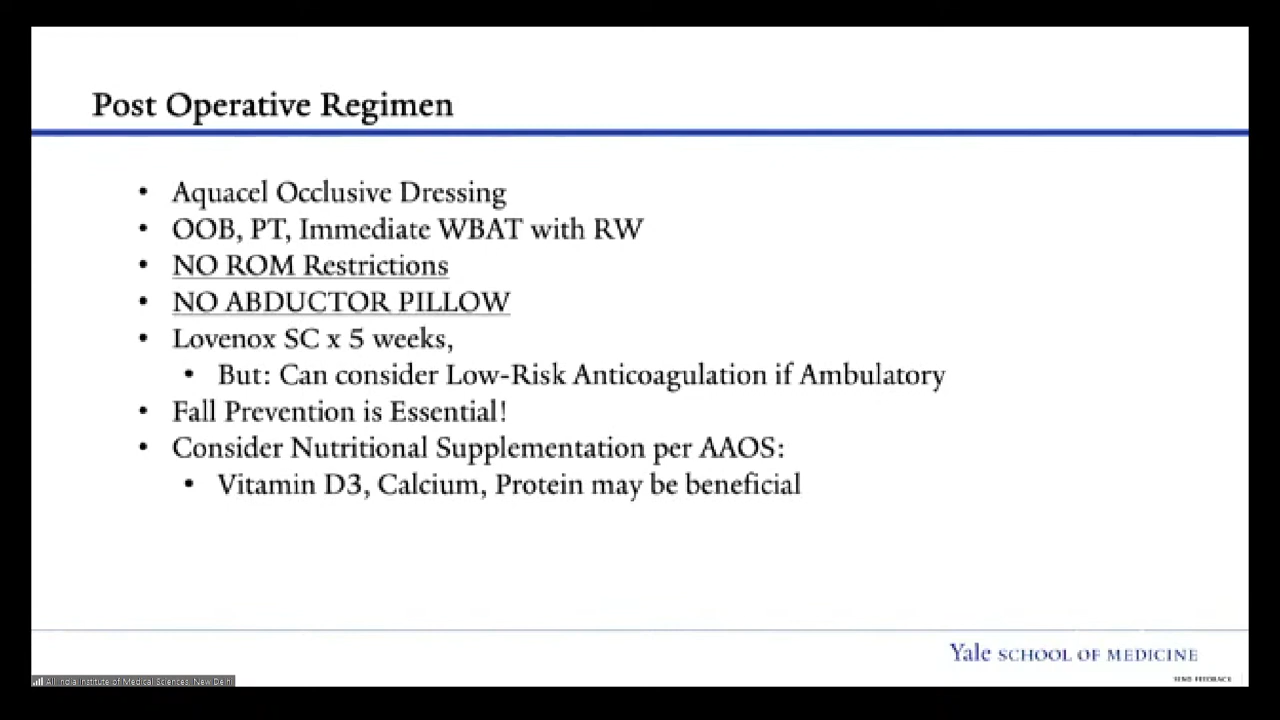 Post Operative Regimen
• Aquacel Occlusive Dressing
• OOB, PT, Immediate WBAT with RW
• NO ROM Restrictions
• NO ABDUCTOR PILLOW
• Lovenox SC x 5 weeks,
• But: Can consider Low-Risk Anticoagulation if Ambulatory
• Fall Prevention is Essential!
• Consider Nutritional Supplementation per AAOS:
• Vitamin D3, Calcium, Protein may be beneficial
Yale SCHOOL OF MEDICINE
SEND FEEDBACK
All India Institute of Medical Sciences, New Delhi